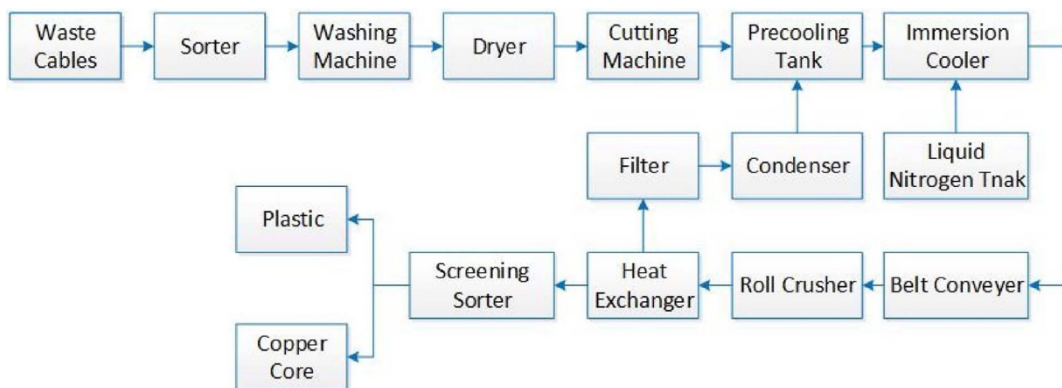 Waste
Cables
Sorter
Washing
Machine
Dryer
Cutting
Machine
Precooling
Tank
Immersion
Cooler
Filter
Condenser
Liquid
Nitrogen Tnak
Plastic
Screening
Sorter
Heat
Exchanger
Roll Crusher
Belt Conveyer
Copper
Core